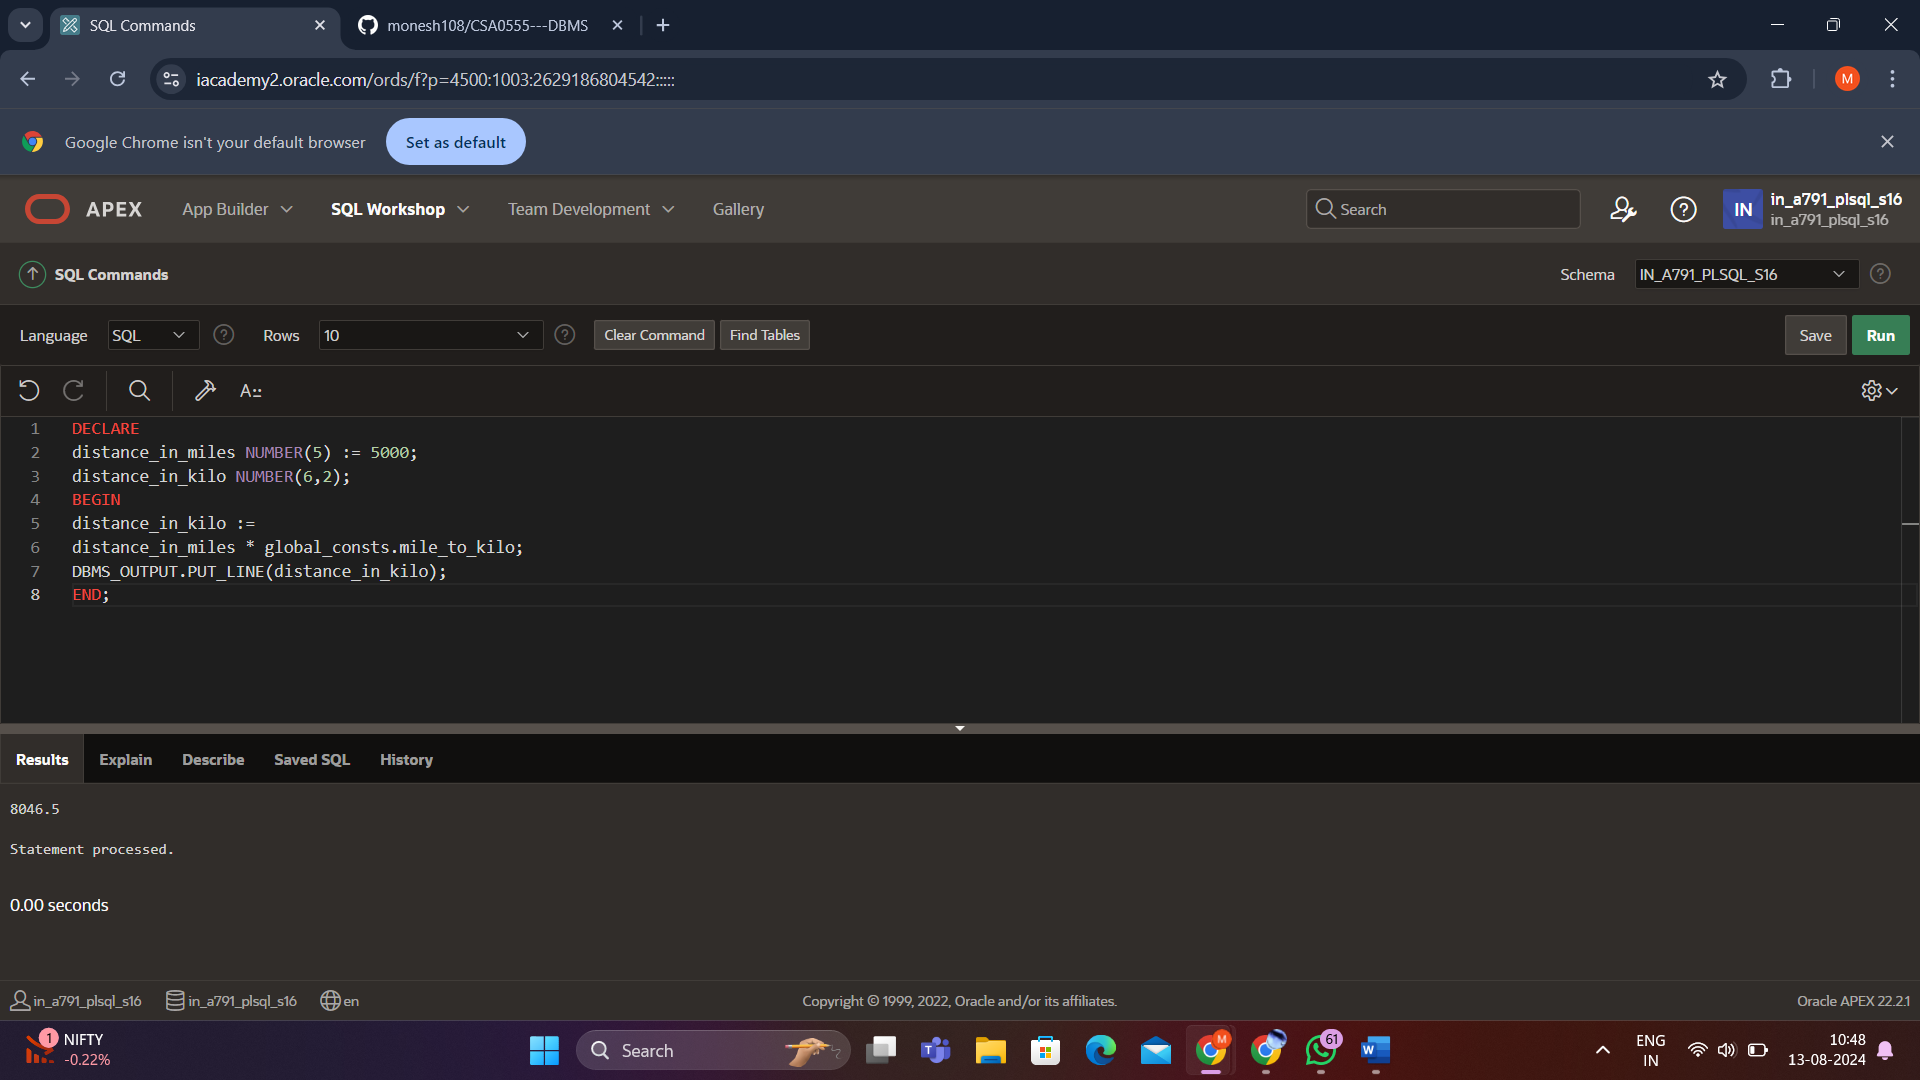 SQL Commands
monesh108/CSA0555---DBMS
iacademy2.oracle.com/ords/f?p=4500:1003:2629186804542:::::
M
Google Chrome isn't your default browser
Set as default
APEX
App Builder
SQL Workshop
Team Development
Gallery
Search
IN
in_a791_plsql_s16
in_a791_plsql_s16
SQL Commands
Schema
IN_A791_PLSQL_S16
Language
SQL
Rows
10
Clear Command
Find Tables
Save
Run
A::
1 DECLARE
2 distance_in_miles NUMBER(5) := 5000;
3 distance_in_kilo NUMBER(6,2);
4 BEGIN
5 distance_in_kilo :=
6 distance_in_miles * global_consts.mile_to_kilo;
7 DBMS_OUTPUT.PUT_LINE(distance_in_kilo);
8 END;
Results
Explain
Describe
Saved SQL
History
8046.5
Statement processed.
0.00 seconds
in_a791_plsql_s16
in_a791_plsql_s16
en
Copyright © 1999, 2022, Oracle and/or its affiliates.
Oracle APEX 22.2.1
1
NIFTY
-0.22%
Search
M
61
ENG
IN
10:48
13-08-2024